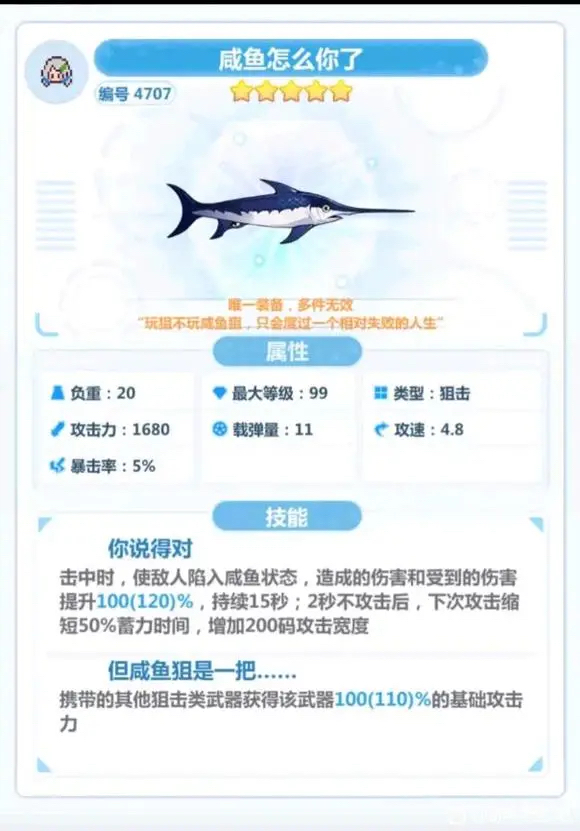 咸鱼怎么你了
编号 4707
唯一装备，多件无效
“玩狙不玩咸鱼狙，只会度过一个相对失败的人生”
属性
负重：20 最大等级：99 类型：狙击
攻击力：1680 载弹量：11 攻速：4.8
暴击率：5%
技能
你说得对
击中时，使敌人陷入咸鱼状态，造成的伤害和受到的伤害
提升100(120)%，持续15秒；2秒不攻击后，下次攻击缩
短50%蓄力时间，增加200码攻击宽度
但咸鱼狙是一把......
携带的其他狙击类武器获得该武器100(110)%的基础攻击
力